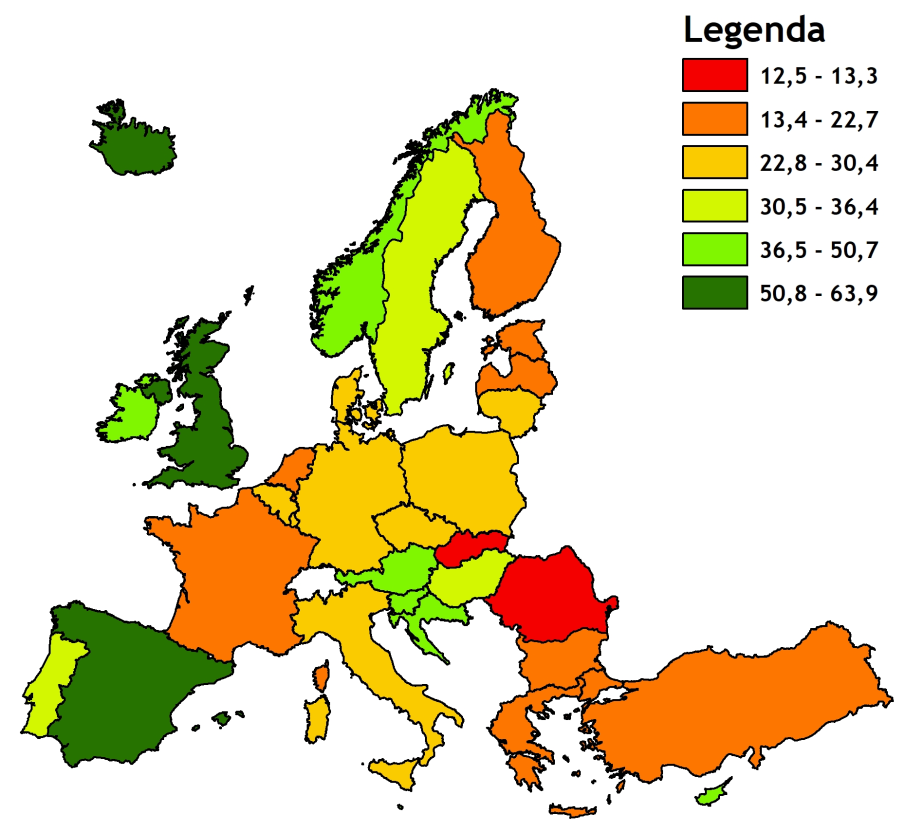 Legenda
12,5 - 13,3
13,4 - 22,7
22,8 - 30,4
30,5 - 36,4
36,5 - 50,7
50,8 - 63,9